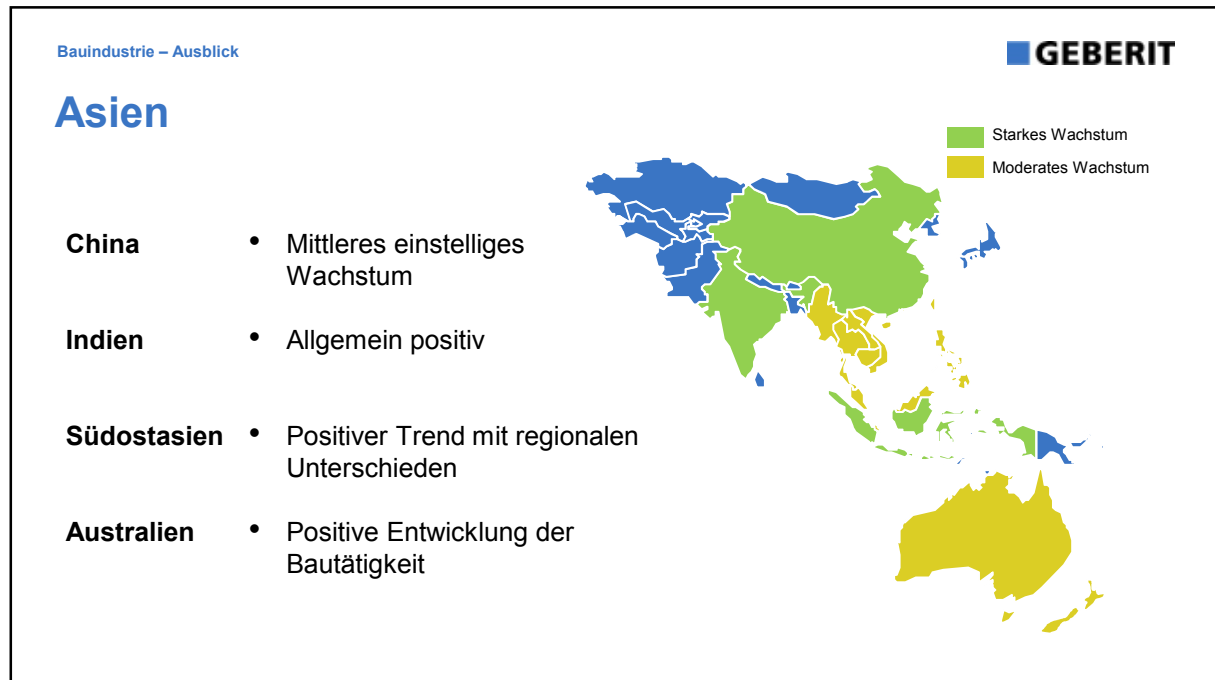 Bauindustrie – Ausblick
GEBERIT
Asien
Starkes Wachstum
Moderates Wachstum
China • Mittleres einstelliges
Wachstum
Indien • Allgemein positiv
Südostasien • Positiver Trend mit regionalen
Unterschieden
Australien • Positive Entwicklung der
Bautätigkeit